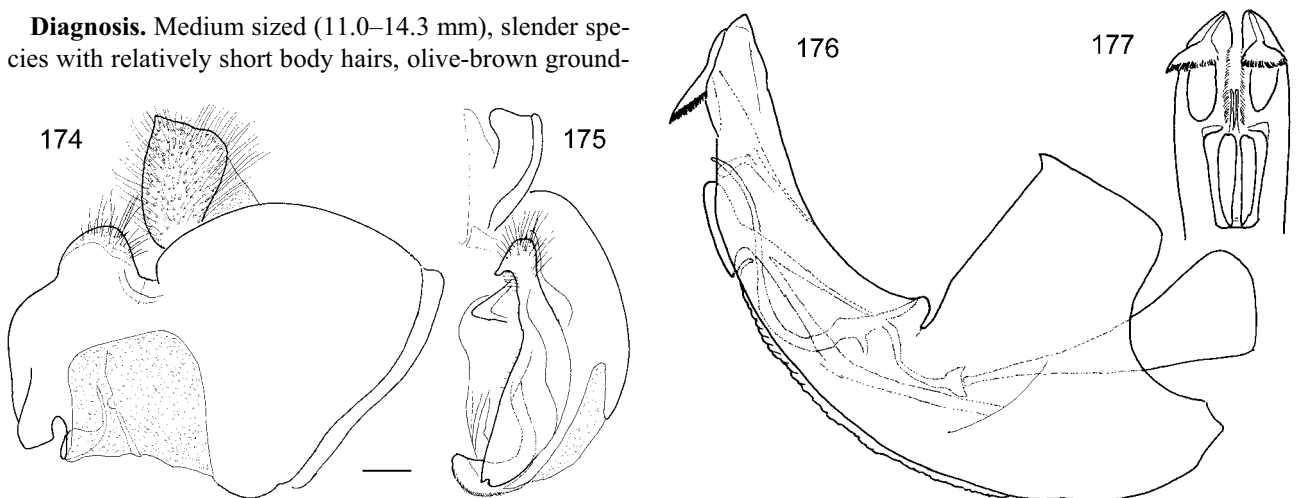 Diagnosis. Medium sized (11.0–14.3 mm), slender spe-
cies with relatively short body hairs, olive-brown ground-
174
175
176
177